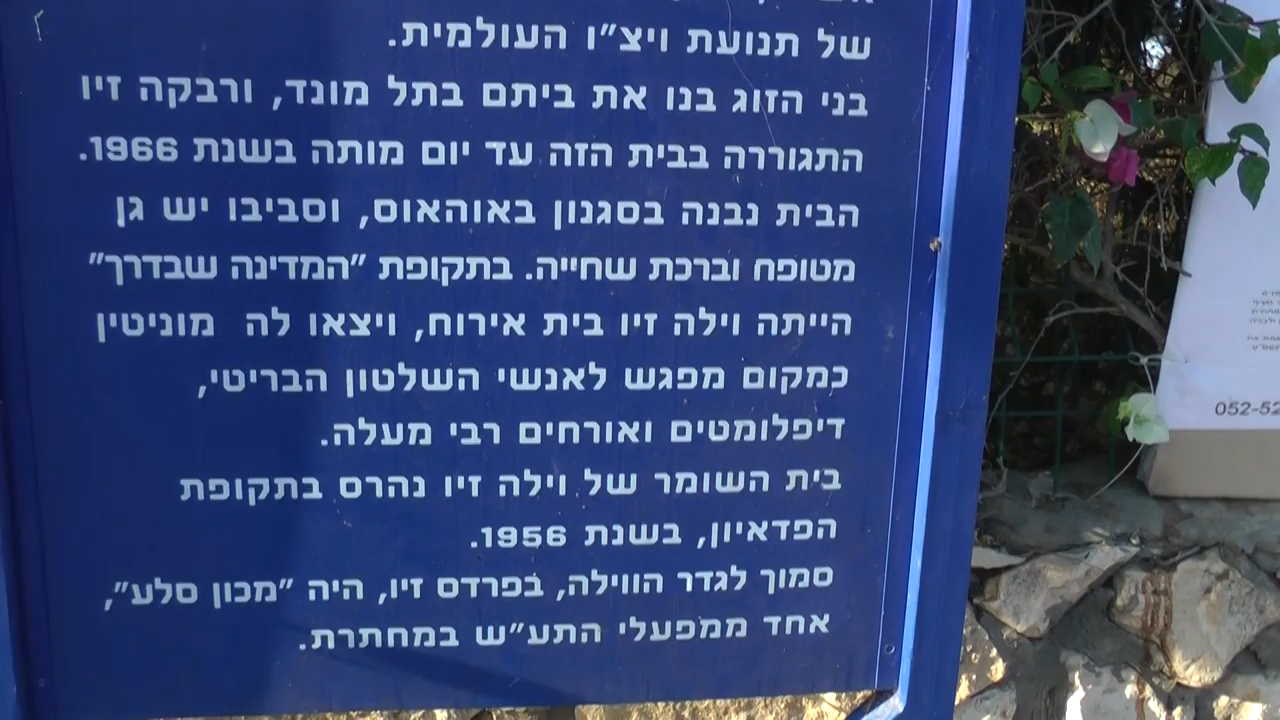 של תנועת ויצ"ו העולמית.
בני הזוג בנו את ביתם בתל מונד, ורבקה זיו
התגוררה בבית הזה עד יום מותה בשנת 1966.
הבית נבנה בסגנון באוהאוס, וסביבו יש גן
מטופח וברכת שחייה. בתקופת "המדינה שבדרך"
הייתה וילה זיו בית אירוח, ויצאו לה מוניטין
כמקום מפגש לאנשי השלטון הבריטי,
דיפלומטים ואורחים רבי מעלה.
בית השומר של וילה זיו נהרס בתקופת
הפדאיון, בשנת 1956.
סמוך לגדר הווילה, בפרדס זיו, היה "מכון סלע",
אחד ממפעלי התע"ש במחתרת.
052-52